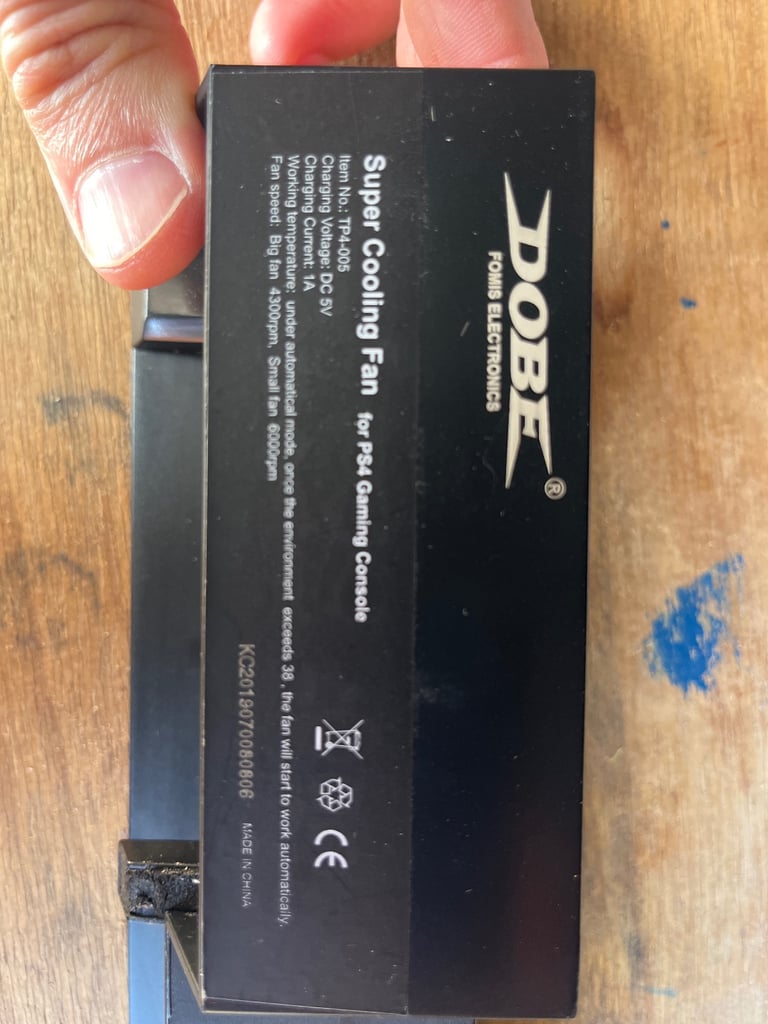 DOBE®
FOMIS ELECTRONICS
Super Cooling Fan for PS4 Gaming Console
Item No.: TP4-005
Charging Voltage: DC 5V
Charging Current: 1A
Working temperature: under automatical mode, once the environment exceeds 38 , the fan will start to work automatically.
Fan speed: Big fan 4300rpm, Small fan 6000rpm
CE
KC2019070080806 MADE IN CHINA